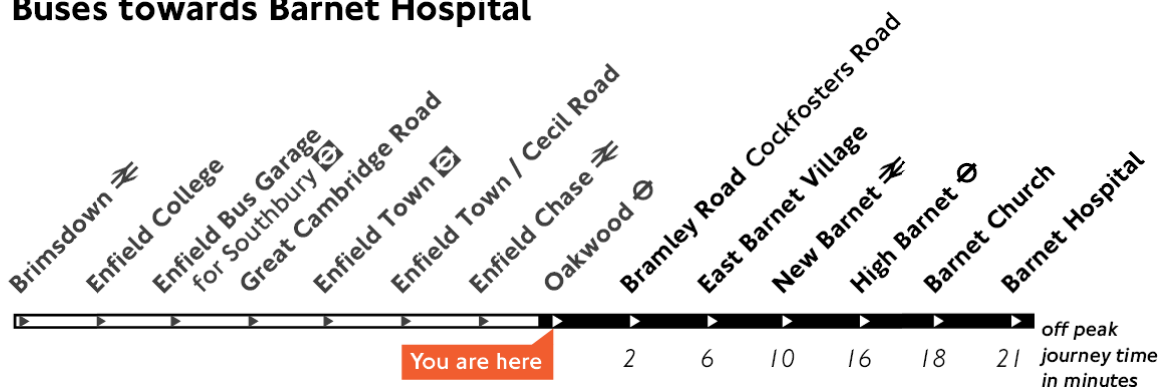 Buses towards Barnet Hospital
Brimsdown
Enfield College
Enfield Bus Garage
for Southbury
Great Cambridge Road
Enfield Town
Enfield Town / Cecil Road
Enfield Chase
Oakwood
Bramley Road Cockfosters Road
East Barnet Village
New Barnet
High Barnet
Barnet Church
Barnet Hospital
You are here
2 6 10 16 18 21
off peak
journey time
in minutes